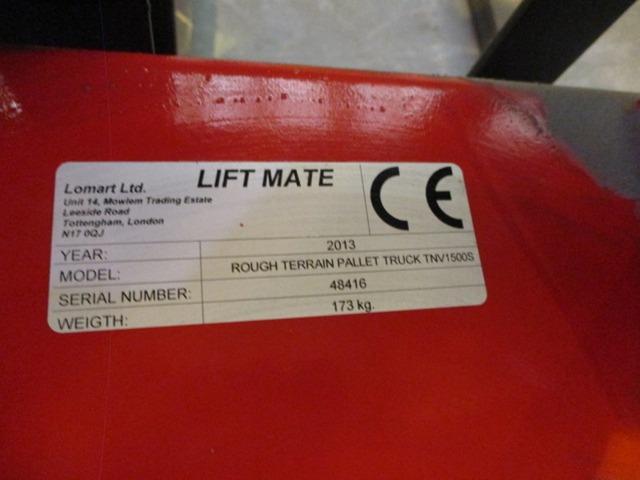 Lomart Ltd.
Unit 14, Mowlem Trading Estate
Leeside Road
Tottenham, London
N17 0QJ
LIFT MATE
CE
YEAR: 2013
MODEL: ROUGH TERRAIN PALLET TRUCK TNV1500S
SERIAL NUMBER: 48416
WEIGTH: 173 kg.